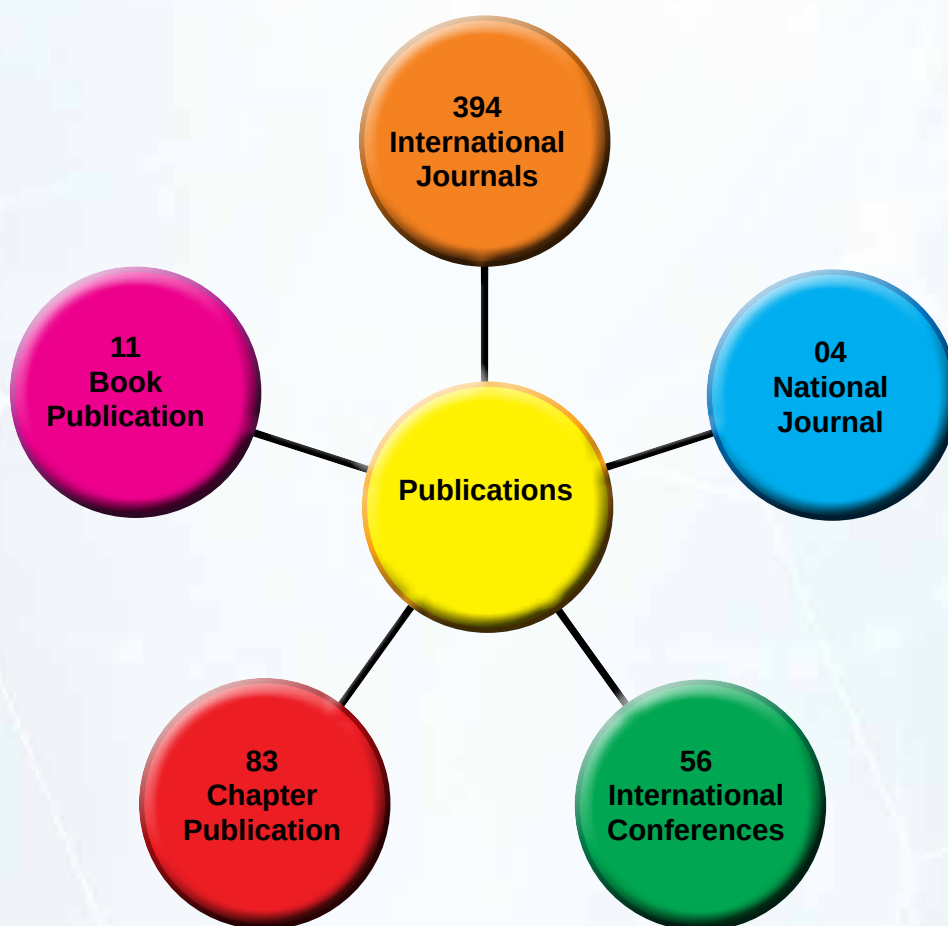 394
International
Journals
11
Book
Publication
04
National
Journal
Publications
83
Chapter
Publication
56
International
Conferences